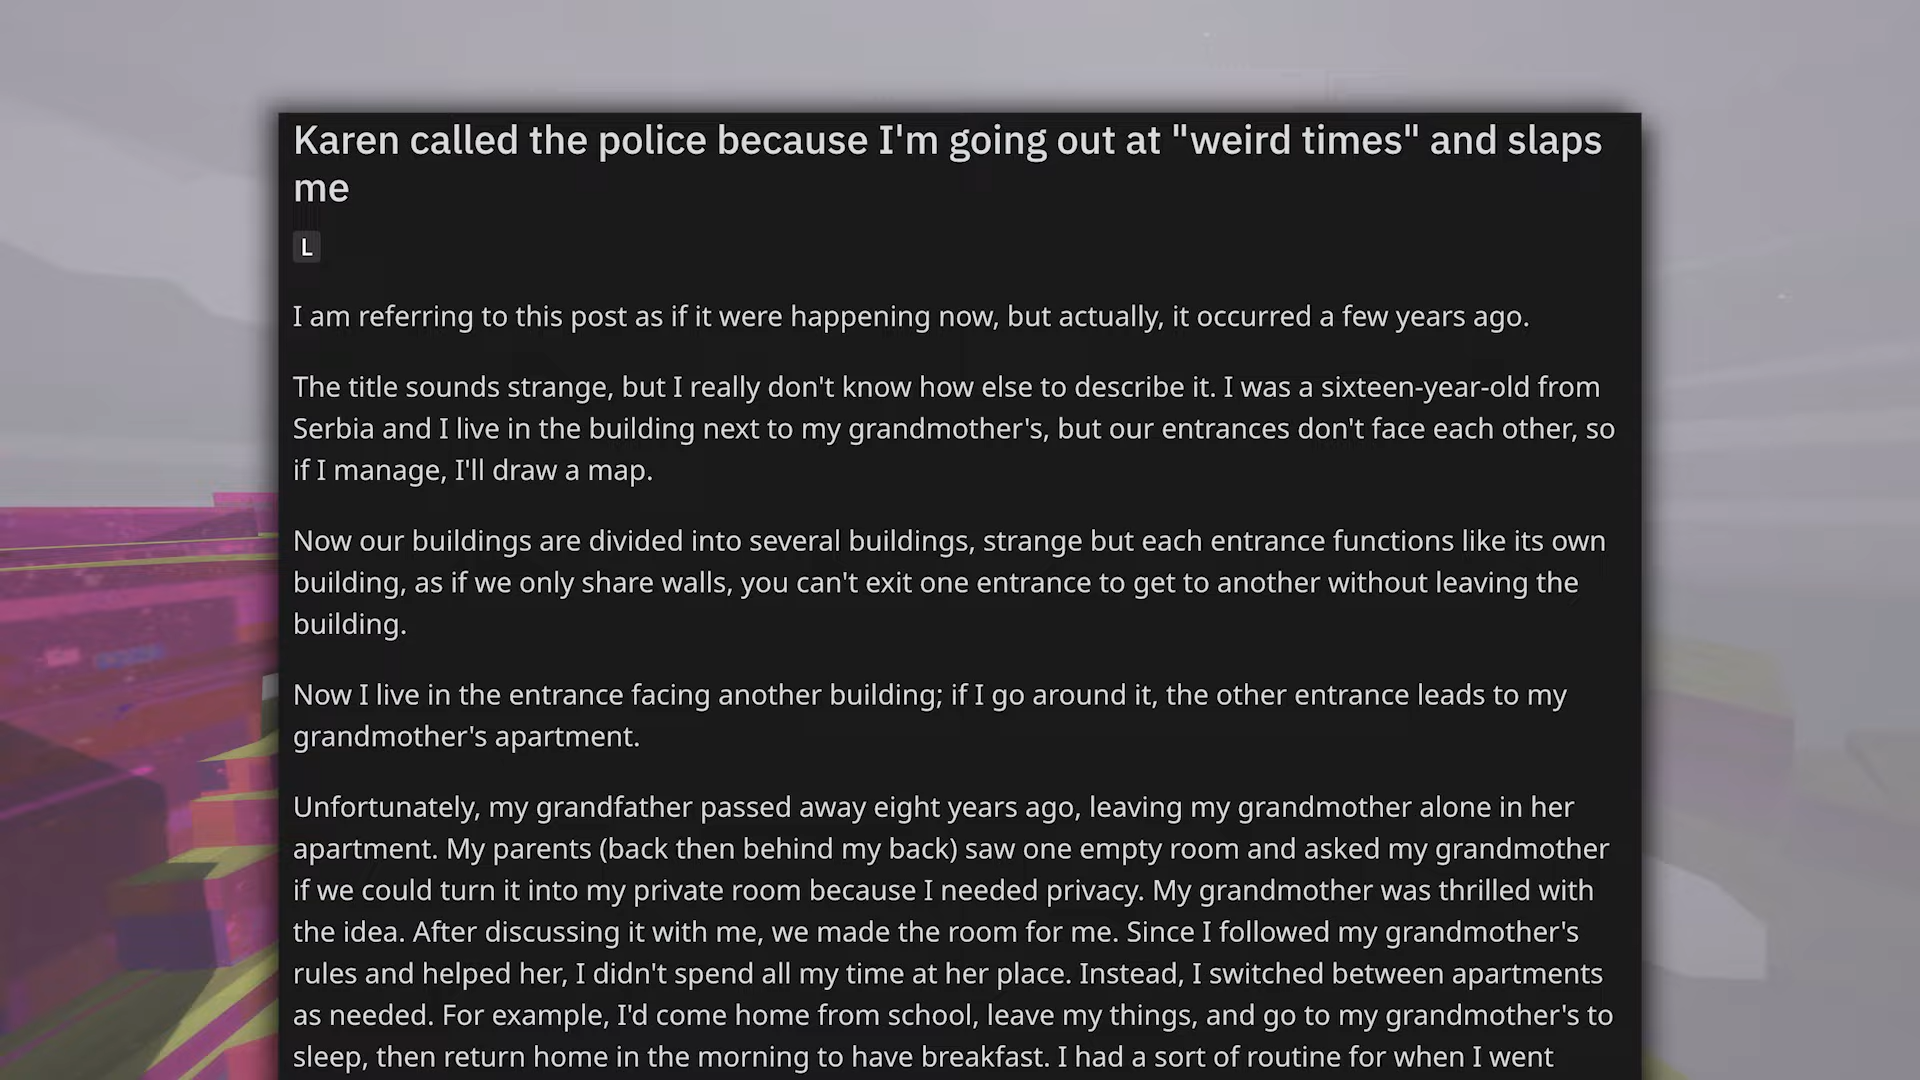 Karen called the police because I'm going out at "weird times" and slaps
me
L
I am referring to this post as if it were happening now, but actually, it occurred a few years ago.
The title sounds strange, but I really don't know how else to describe it. I was a sixteen-year-old from
Serbia and I live in the building next to my grandmother's, but our entrances don't face each other, so
if I manage, I'll draw a map.
Now our buildings are divided into several buildings, strange but each entrance functions like its own
building, as if we only share walls, you can't exit one entrance to get to another without leaving the
building.
Now I live in the entrance facing another building; if I go around it, the other entrance leads to my
grandmother's apartment.
Unfortunately, my grandfather passed away eight years ago, leaving my grandmother alone in her
apartment. My parents (back then behind my back) saw one empty room and asked my grandmother
if we could turn it into my private room because I needed privacy. My grandmother was thrilled with
the idea. After discussing it with me, we made the room for me. Since I followed my grandmother's
rules and helped her, I didn't spend all my time at her place. Instead, I switched between apartments
as needed. For example, I'd come home from school, leave my things, and go to my grandmother's to
sleep, then return home in the morning to have breakfast. I had a sort of routine for when I went